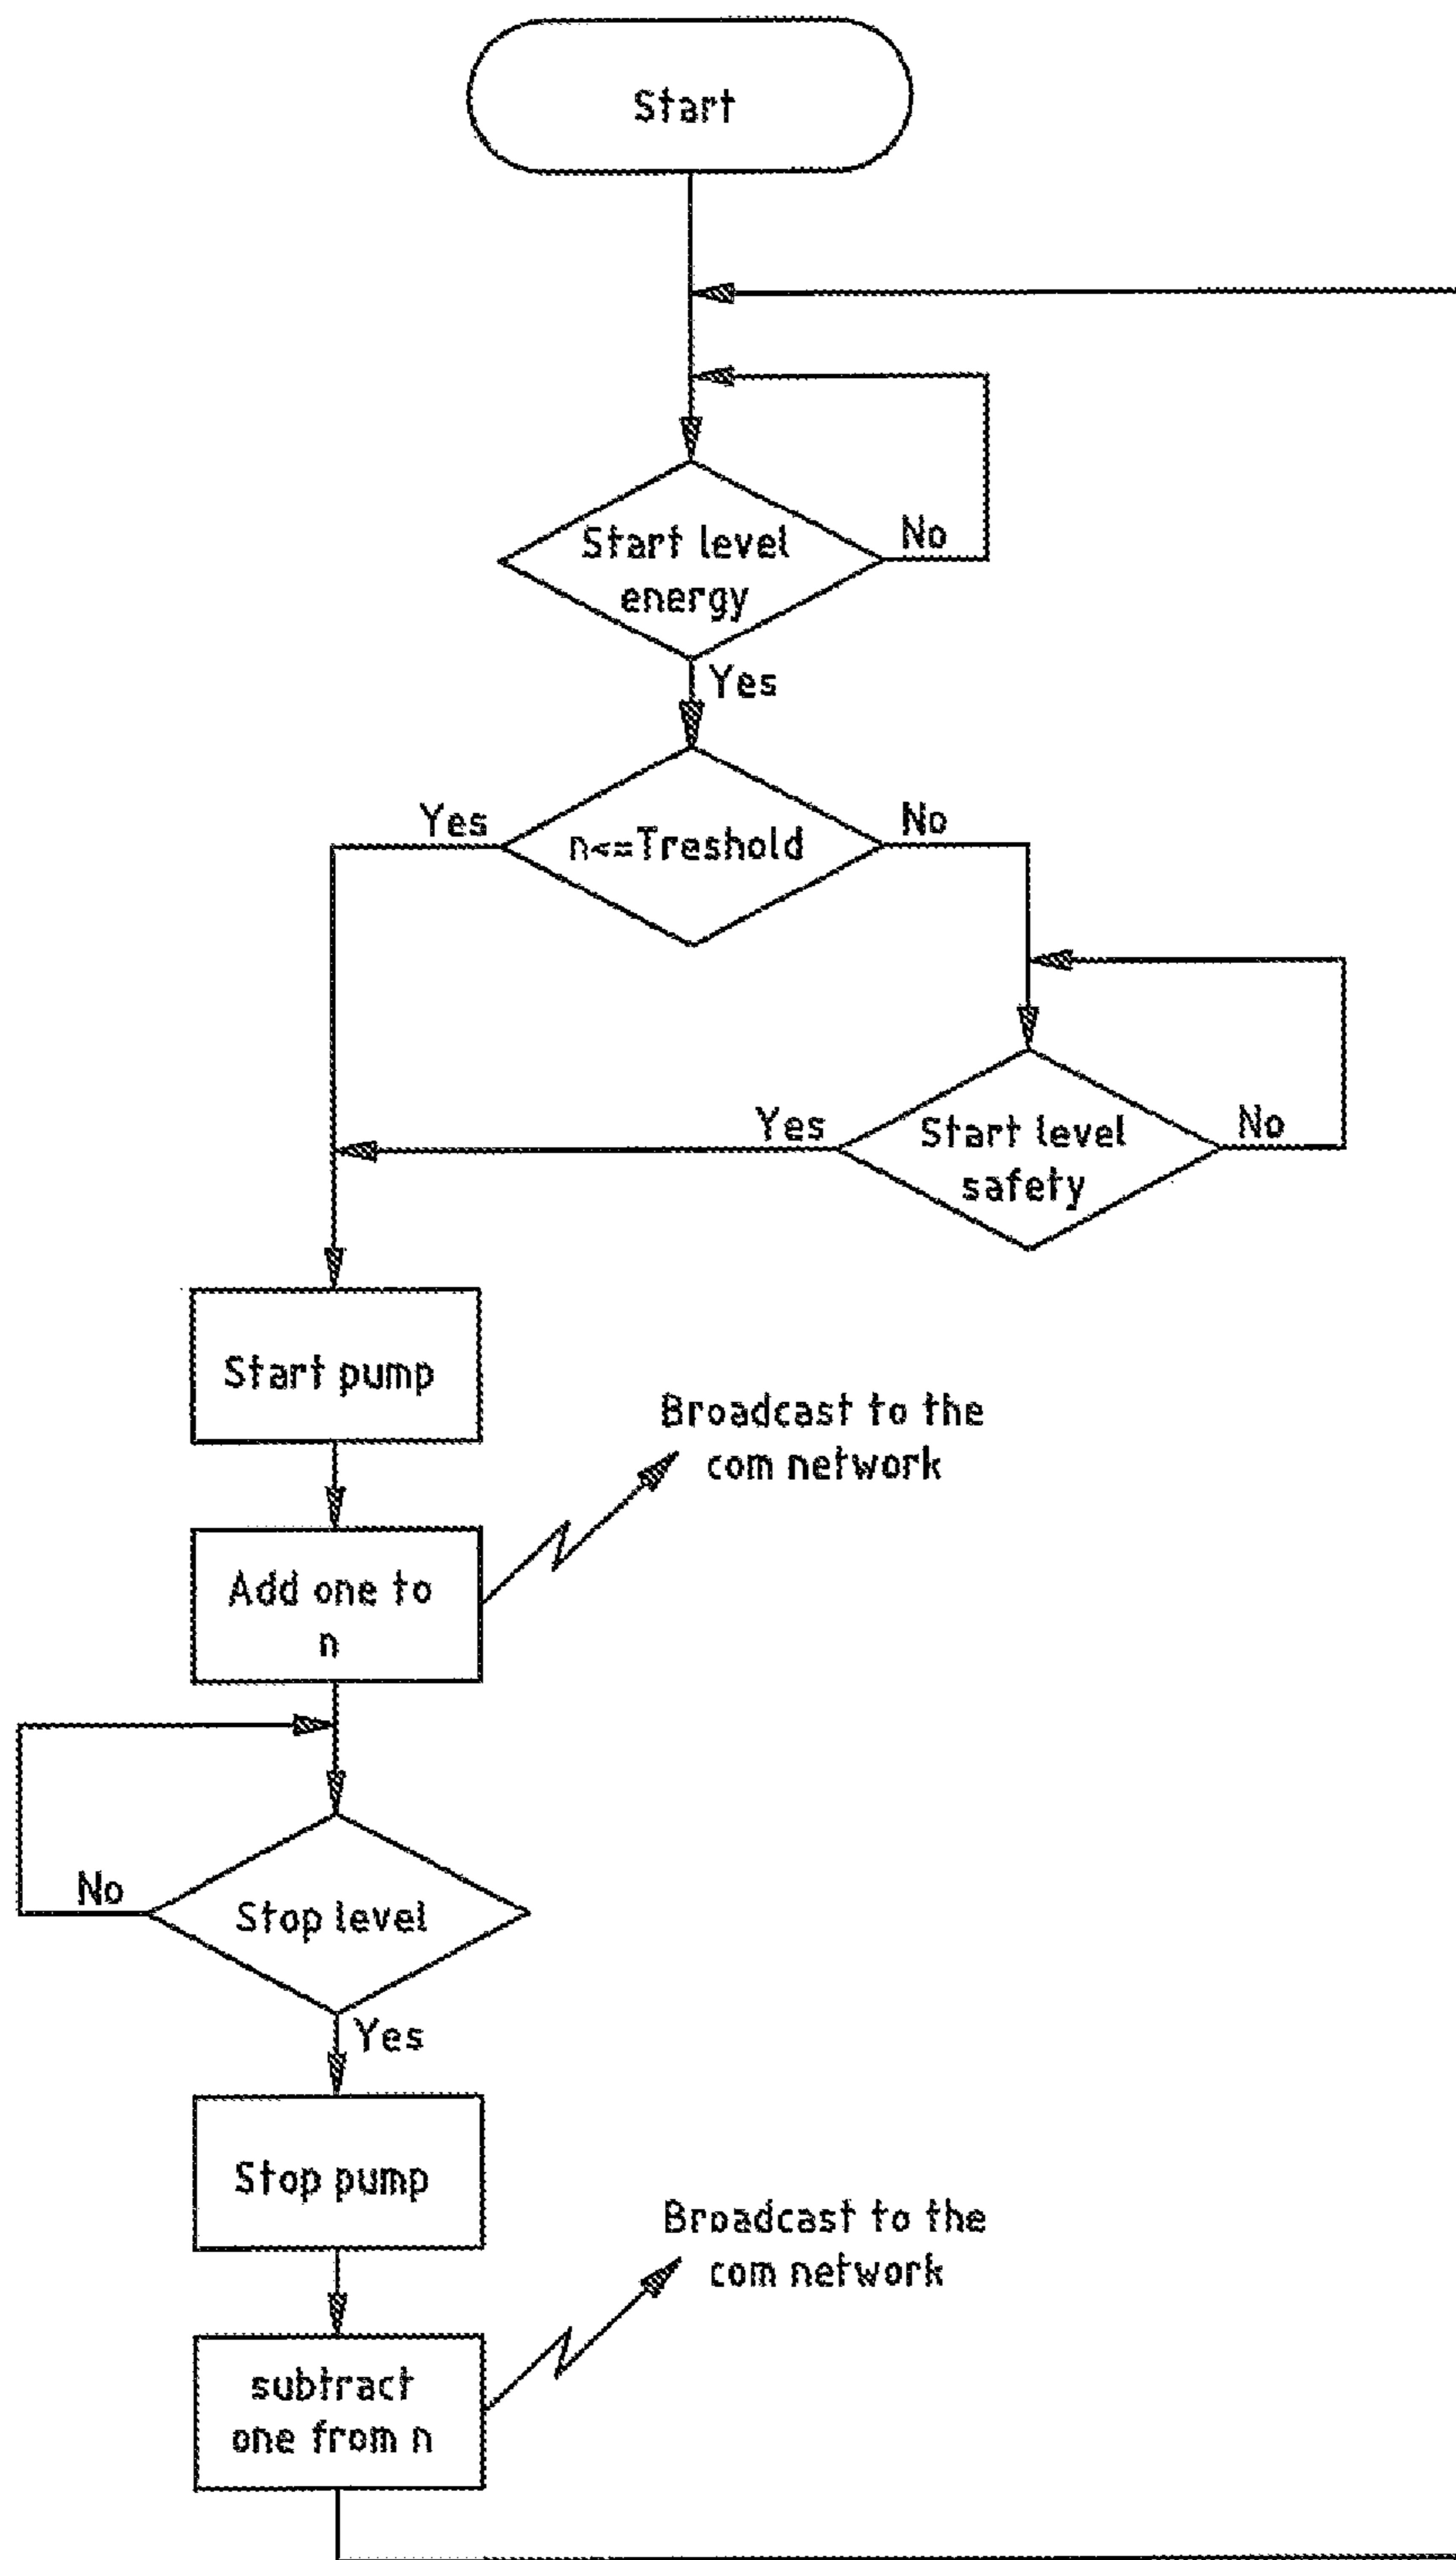 Start
Start level
energy
No
Yes
Yes
n<=Treshold
No
Yes
Start level
safety
No
Start pump
Broadcast to the
com network
Add one to
n
No
Stop level
Yes
Stop pump
Broadcast to the
com network
subtract
one from n